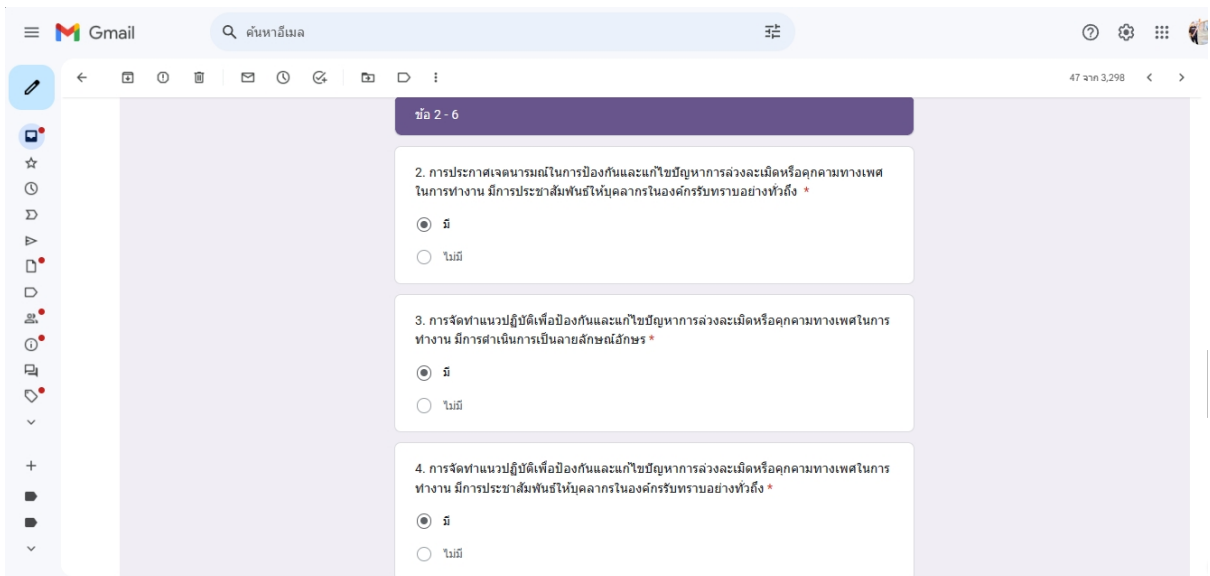 Gmail
ค้นหาอีเมล
47 จาก 3,298
ข้อ 2 - 6
2. การประกาศเจตนารมณ์ในการป้องกันและแก้ไขปัญหาการล่วงละเมิดหรือคุกคามทางเพศ
ในการทำงาน มีการประชาสัมพันธ์ให้บุคลากรในองค์กรรับทราบอย่างทั่วถึง *
มี
ไม่มี
3. การจัดทำแนวปฏิบัติเพื่อป้องกันและแก้ไขปัญหาการล่วงละเมิดหรือคุกคามทางเพศในการ
ทำงาน มีการดำเนินการเป็นลายลักษณ์อักษร *
มี
ไม่มี
4. การจัดทำแนวปฏิบัติเพื่อป้องกันและแก้ไขปัญหาการล่วงละเมิดหรือคุกคามทางเพศในการ
ทำงาน มีการประชาสัมพันธ์ให้บุคลากรในองค์กรรับทราบอย่างทั่วถึง *
มี
ไม่มี